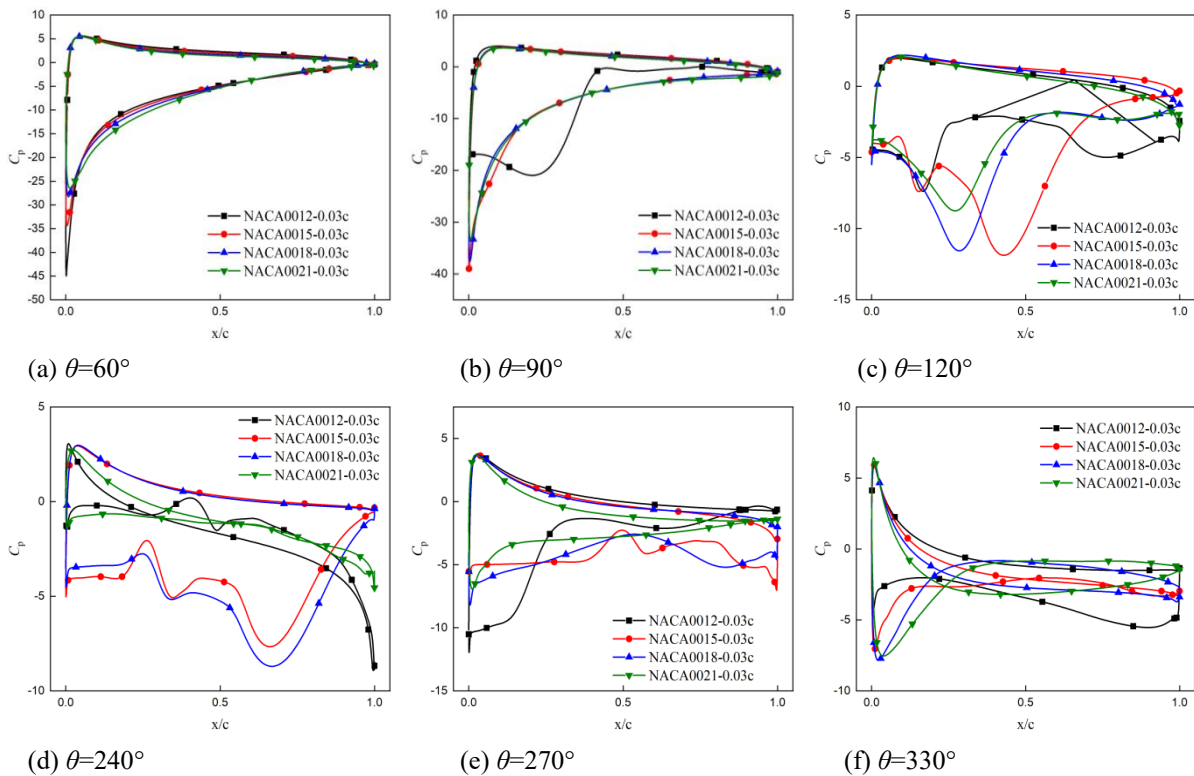 10
5
0
-5
-10
-15
-20
-25
-30
-35
-40
-45
-50
Cp
NACA0012-0.03c
NACA0015-0.03c
NACA0018-0.03c
NACA0021-0.03c
0.0 0.5 1.0
x/c
(a) θ=60°
10
0
-10
-20
-30
-40
Cp
NACA0012-0.03c
NACA0015-0.03c
NACA0018-0.03c
NACA0021-0.03c
0.0 0.5 1.0
x/c
(b) θ=90°
5
0
-5
-10
-15
Cp
NACA0012-0.03c
NACA0015-0.03c
NACA0018-0.03c
NACA0021-0.03c
0.0 0.5 1.0
x/c
(c) θ=120°
5
0
-5
-10
Cp
NACA0012-0.03c
NACA0015-0.03c
NACA0018-0.03c
NACA0021-0.03c
0.0 0.5 1.0
x/c
(d) θ=240°
5
0
-5
-10
-15
Cp
NACA0012-0.03c
NACA0015-0.03c
NACA0018-0.03c
NACA0021-0.03c
0.0 0.5 1.0
x/c
(e) θ=270°
10
5
0
-5
-10
Cp
NACA0012-0.03c
NACA0015-0.03c
NACA0018-0.03c
NACA0021-0.03c
0.0 0.5 1.0
x/c
(f) θ=330°